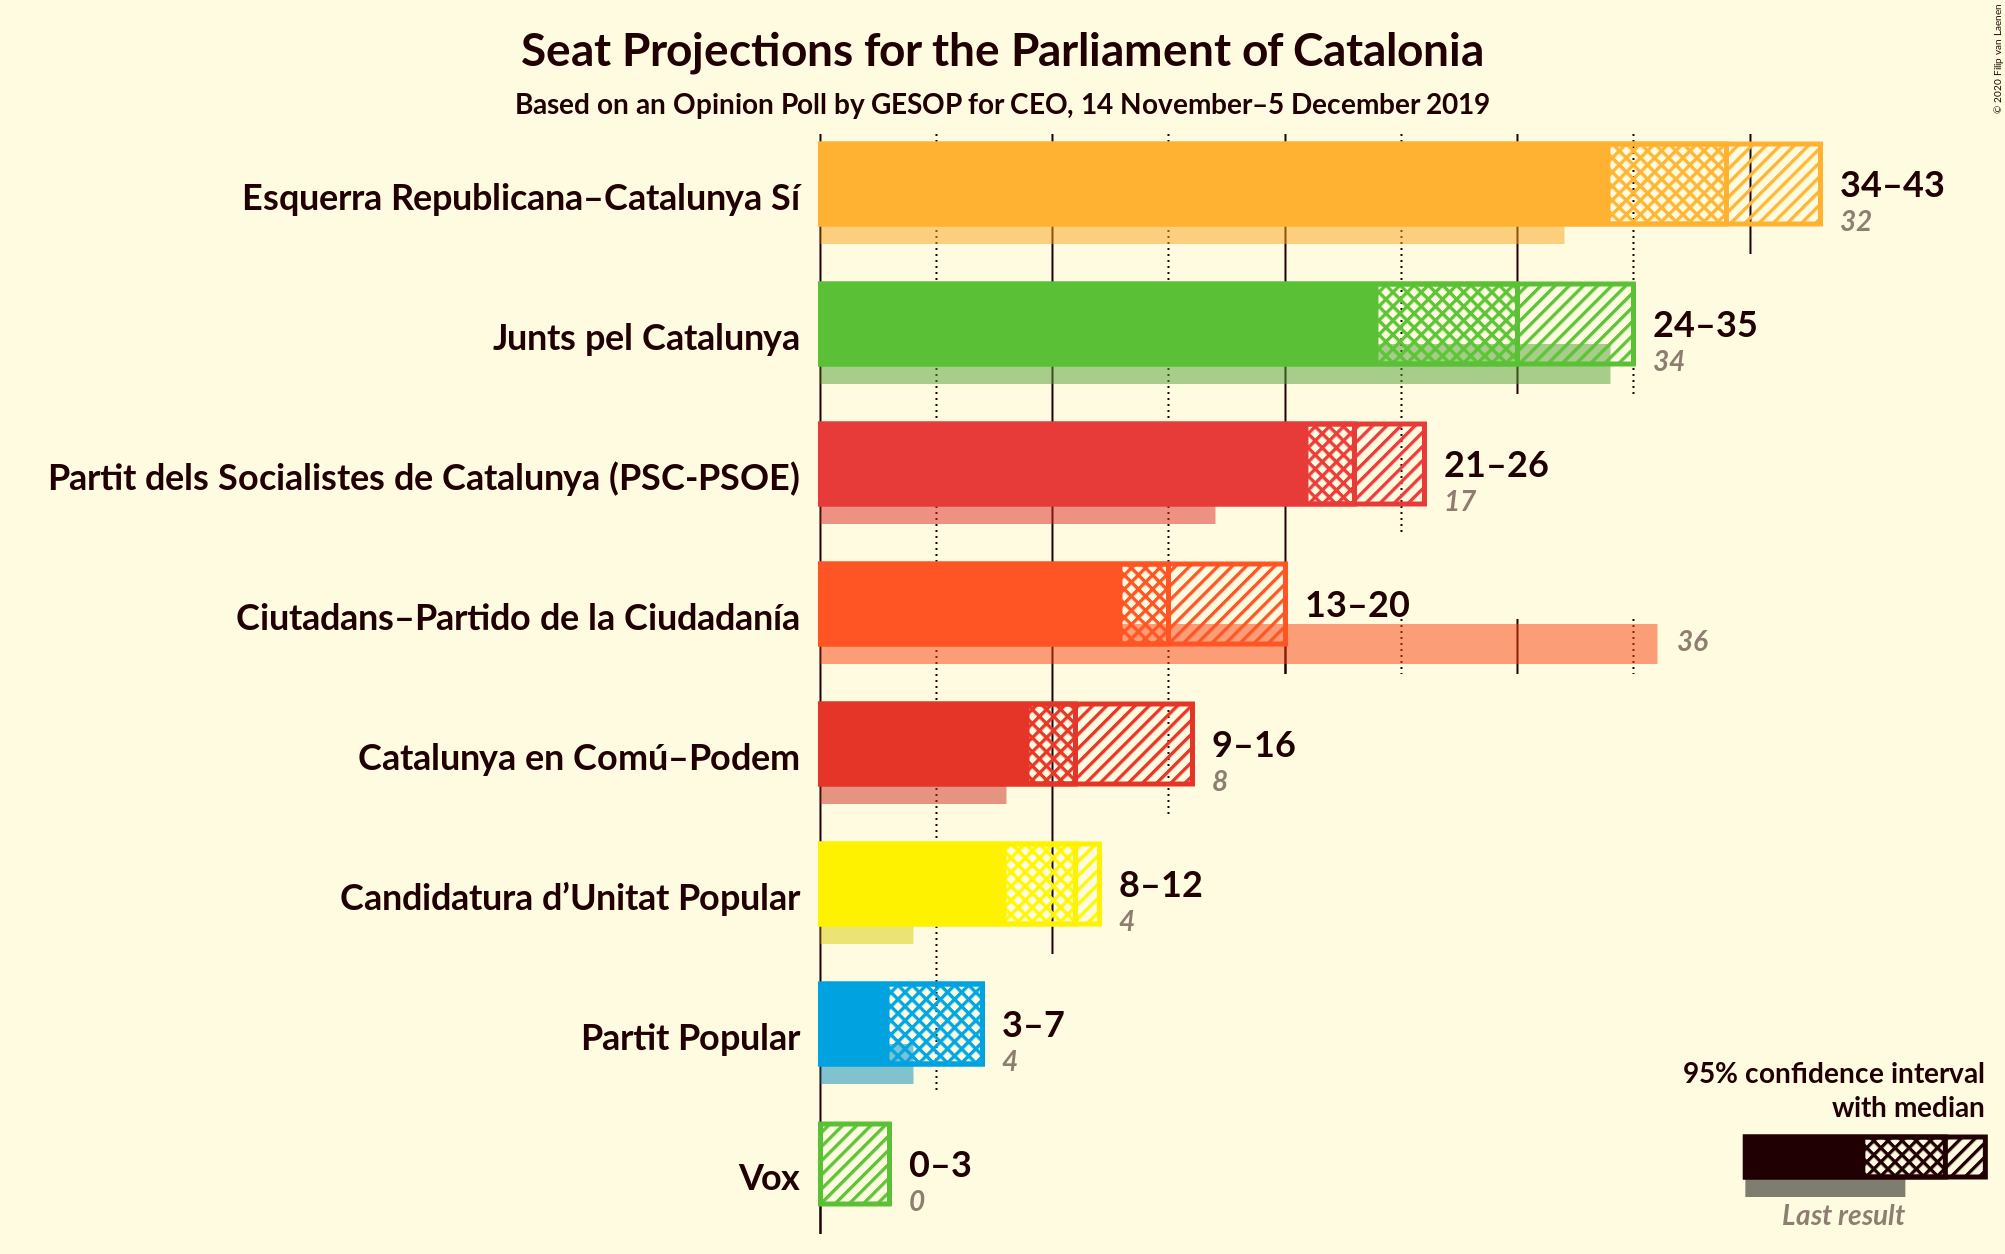 Seat Projections for the Parliament of Catalonia
Based on an Opinion Poll by GESOP for CEO, 14 November–5 December 2019
© 2020 Filip van Laenen
Esquerra Republicana–Catalunya Sí
34–43
32
Junts pel Catalunya
24–35
34
Partit dels Socialistes de Catalunya (PSC-PSOE)
21–26
17
Ciutadans–Partido de la Ciudadanía
13–20
36
Catalunya en Comú–Podem
9–16
8
Candidatura d’Unitat Popular
8–12
4
Partit Popular
3–7
4
Vox
0–3
0
95% confidence interval
with median
Last result